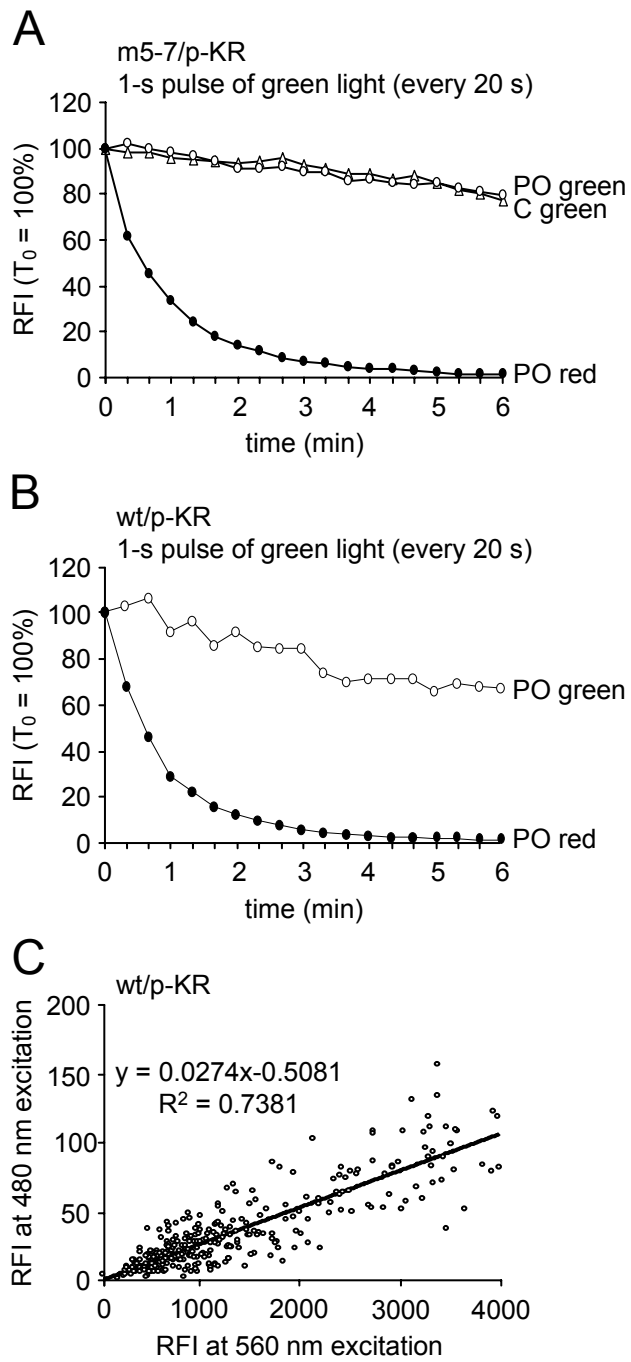 A
m5-7/p-KR
1-s pulse of green light (every 20 s)
RFI (T₀ = 100%)
120
100
80
60
40
20
0
PO green
C green
PO red
0 1 2 3 4 5 6
time (min)
B
wt/p-KR
1-s pulse of green light (every 20 s)
RFI (T₀ = 100%)
120
100
80
60
40
20
0
PO green
PO red
0 1 2 3 4 5 6
time (min)
C
wt/p-KR
RFI at 480 nm excitation
200
150
100
50
0
y = 0.0274x-0.5081
R² = 0.7381
0 1000 2000 3000 4000
RFI at 560 nm excitation